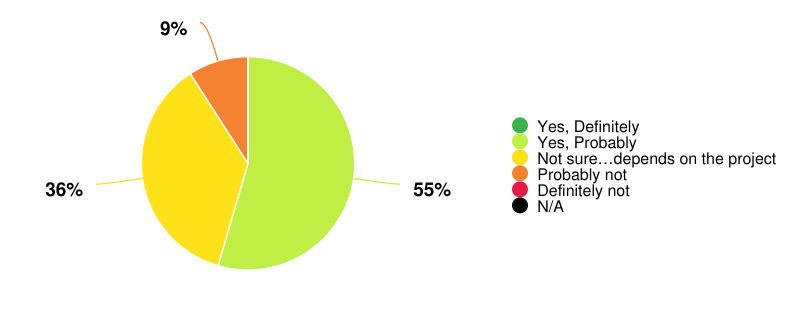 9%
36%
55%
Yes, Definitely
Yes, Probably
Not sure…depends on the project
Probably not
Definitely not
N/A